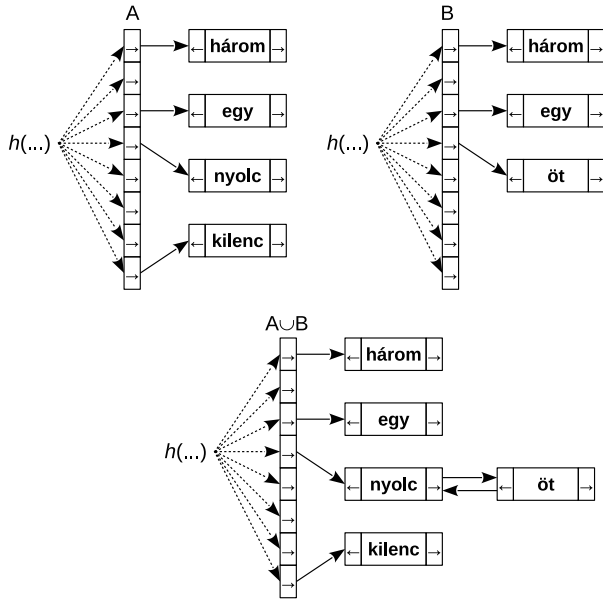 A
→ ← három →
→
→ ← egy →
h(...) →
→ ← nyolc →
→
→ ← kilenc →
→
B
→ ← három →
→
→ ← egy →
h(...) →
→ ← öt →
→
→
→
A∪B
→ ← három →
→
→ ← egy →
h(...) →
→ ← nyolc → ← öt →
→
→ ← kilenc →
→